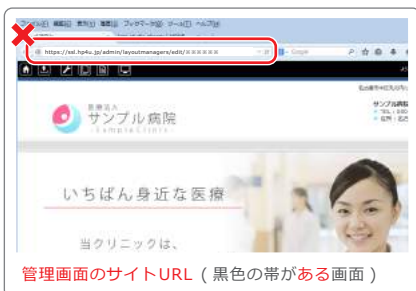 ファイル(F) 編集(E) 表示(V) 履歴(S) ブックマーク(B) ツール(T) ヘルプ(H)
https://ssl.hp4u.jp/admin/layoutmanagers/edit/※※※※※※
Google
医療法人
サンプル病院
-SampleClinic-
サンプル病院
いちばん身近な医療
当クリニックは、
管理画面のサイトURL ( 黒色の帯がある画面 )